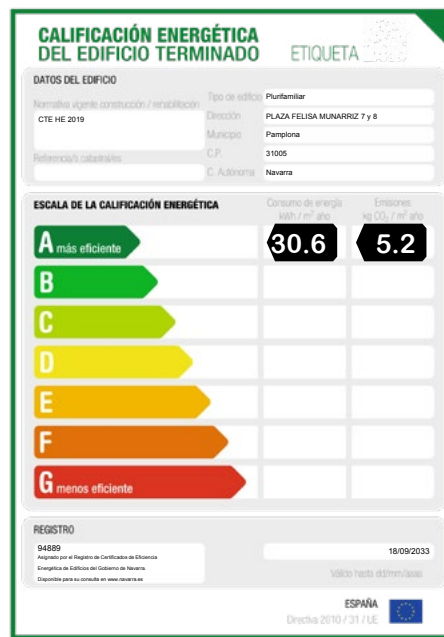 CALIFICACIÓN ENERGÉTICA
DEL EDIFICIO TERMINADO
ETIQUETA
DATOS DEL EDIFICIO
Normativa vigente construcción / rehabilitación
CTE HE 2019
Referencia/s catastral/es
Tipo de edificio Plurifamiliar
Dirección PLAZA FELISA MUNARRIZ 7 y 8
Municipio Pamplona
C.P. 31005
C. Autónoma Navarra
ESCALA DE LA CALIFICACIÓN ENERGÉTICA
Consumo de energía
kWh / m² año
Emisiones
kg CO₂ / m² año
A más eficiente
30.6
5.2
B
C
D
E
F
G menos eficiente
REGISTRO
94889
Asignado por el Registro de Certificados de Eficiencia
Energética de Edificios del Gobierno de Navarra.
Disponible para su consulta en www.navarra.es
18/09/2033
Válido hasta dd/mm/aaaa
ESPAÑA
Directiva 2010 / 31 / UE